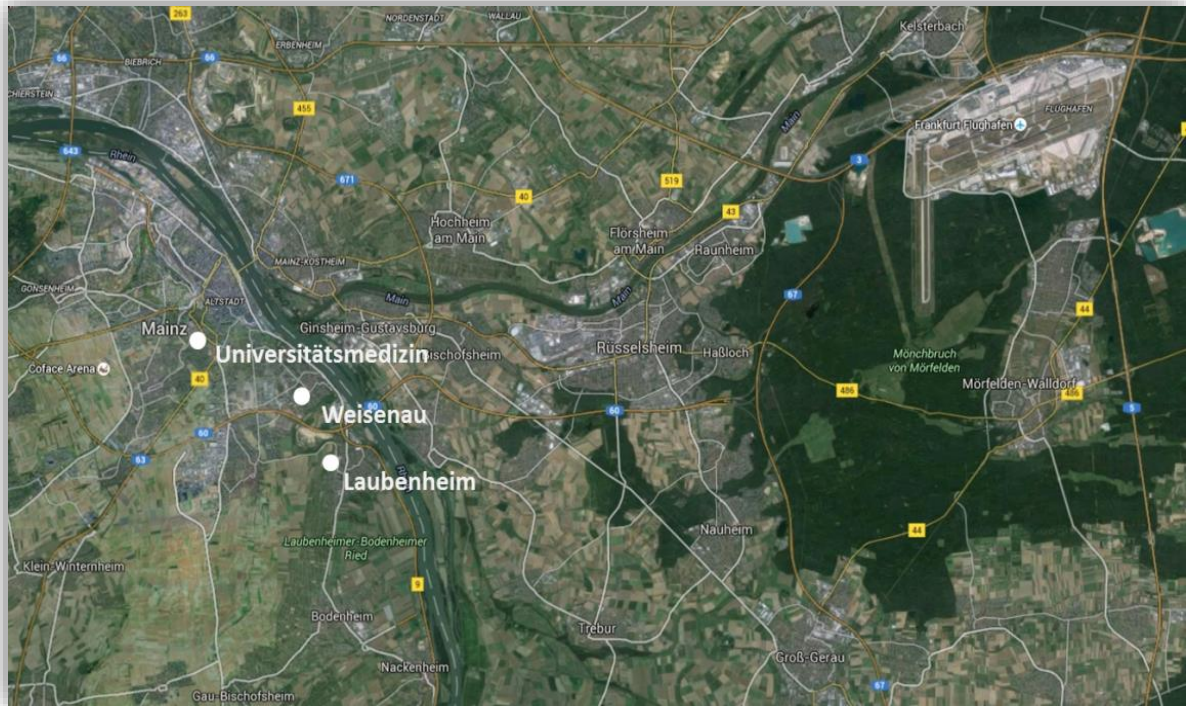 263
NORDENSTADT
WALLAU
Kelsterbach
ERBENHEIM
66
BIEBRICH
66
SCHIERSTEIN
455
FLUGHAFEN
Frankfurt Flughafen
Main
643
Rhein
3
671
519
40
43
Hochheim
am Main
Flörsheim
am Main
Raunheim
MAINZ-KOSTHEIM
GONSENHEIM
ALTSTADT
Main
Main
67
44
Mainz
Ginsheim-Gustavsburg
Universitätsmedizin
Bischofsheim
Rüsselsheim
Haßloch
Mönchbruch
von Mörfelden
Coface Arena
40
486
Mörfelden-Walldorf
486
60
60
5
Weisenau
60
63
Laubenheim
Rhein
Nauheim
44
Laubenheimer-Bodenheimer
Ried
Klein-Winternheim
9
Bodenheim
Trebur
Groß-Gerau
Nackenheim
67
Gau-Bischofsheim